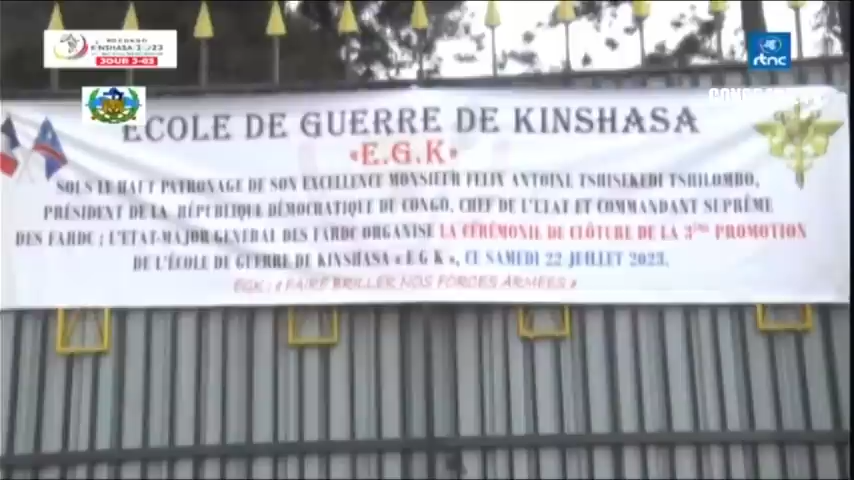 KINSHASA 2023
JOUR J-02
rtnc
ÉCOLE DE GUERRE DE KINSHASA
«E.G.K»
SOUS LE HAUT PATRONAGE DE SON EXCELLENCE MONSIEUR FELIX ANTOINE TSHISEKEDI TSHILOMBO,
PRÉSIDENT DE LA RÉPUBLIQUE DÉMOCRATIQUE DU CONGO, CHEF DE L'ETAT ET COMMANDANT SUPRÊME
DES FARDC ; L'ETAT-MAJOR GENERAL DES FARDC ORGANISE LA CÉRÉMONIE DE CLÔTURE DE LA 3ÈME PROMOTION
DE L'ÉCOLE DE GUERRE DE KINSHASA « E G K », CE SAMEDI 22 JUILLET 2023.
EGK : « FAIRE BRILLER NOS FORCES ARMEES »